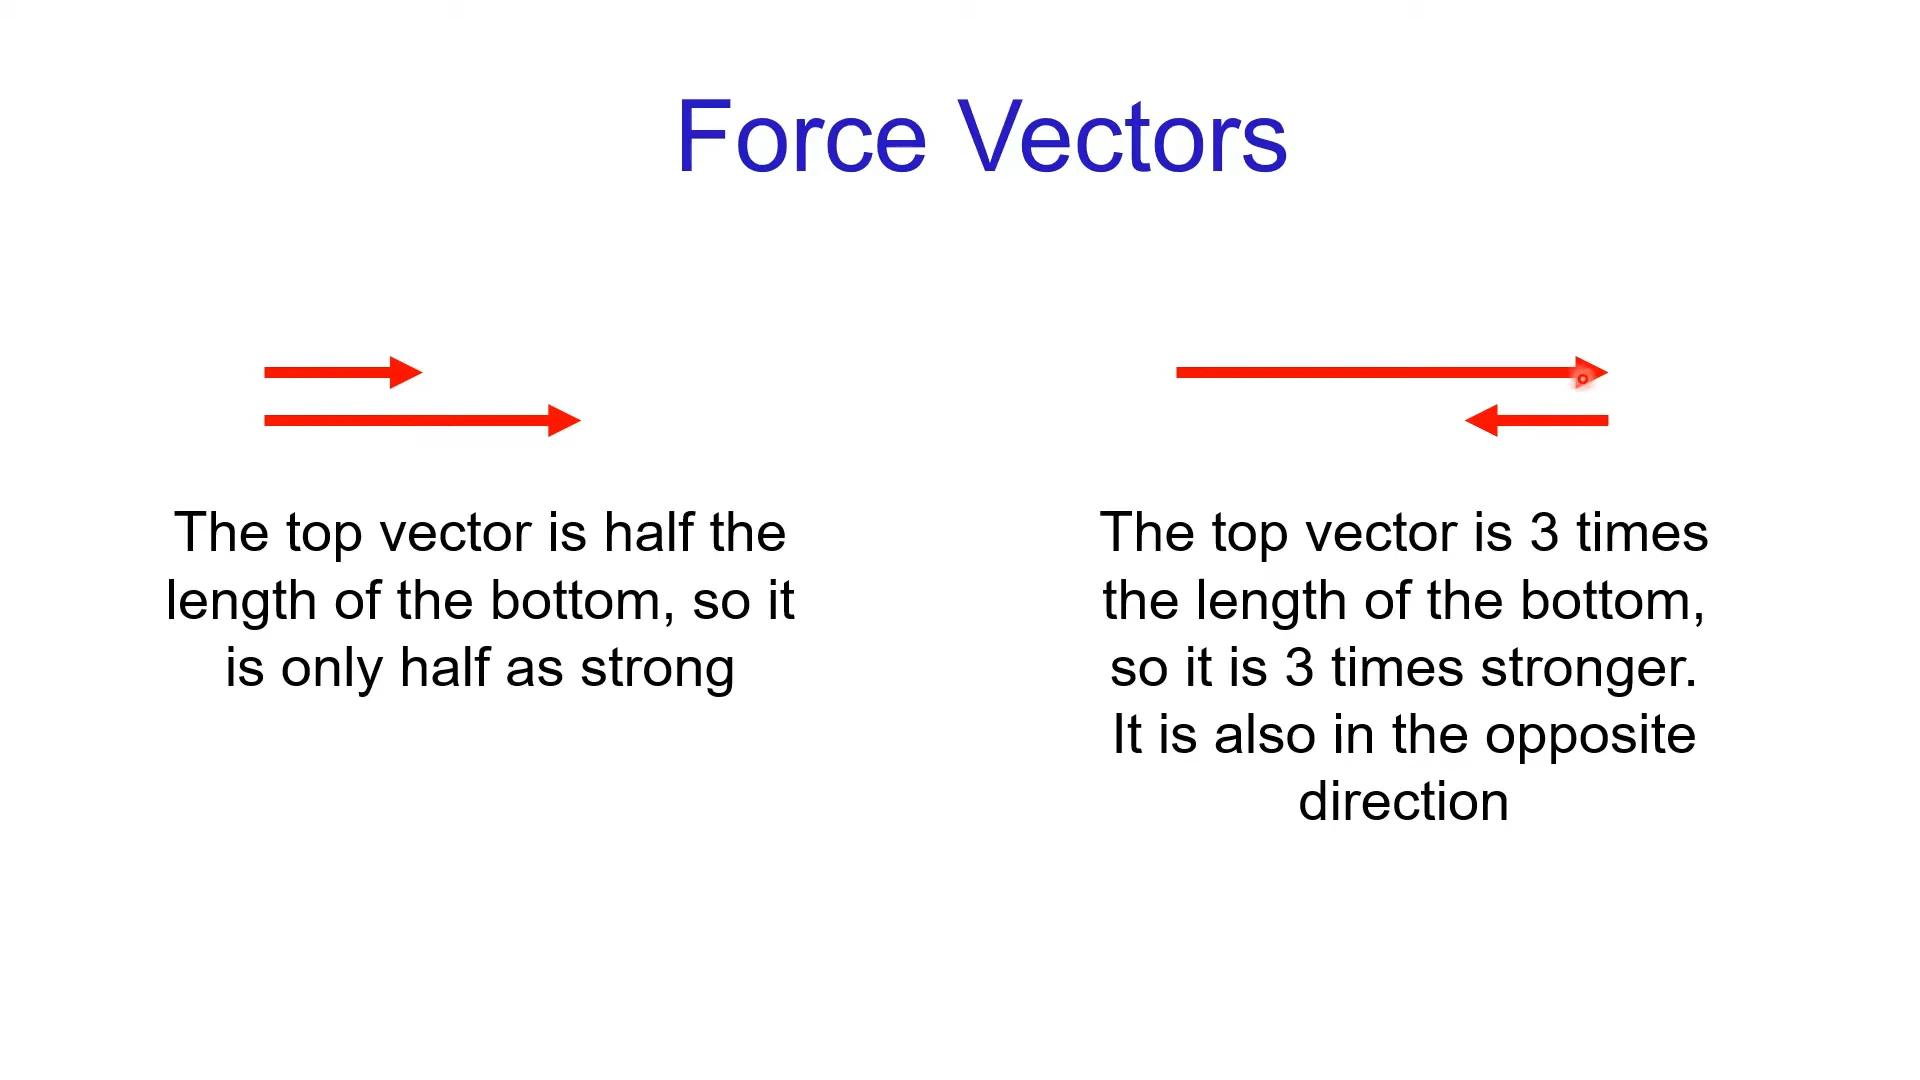 Force Vectors
The top vector is half the
length of the bottom, so it
is only half as strong
The top vector is 3 times
the length of the bottom,
so it is 3 times stronger.
It is also in the opposite
direction